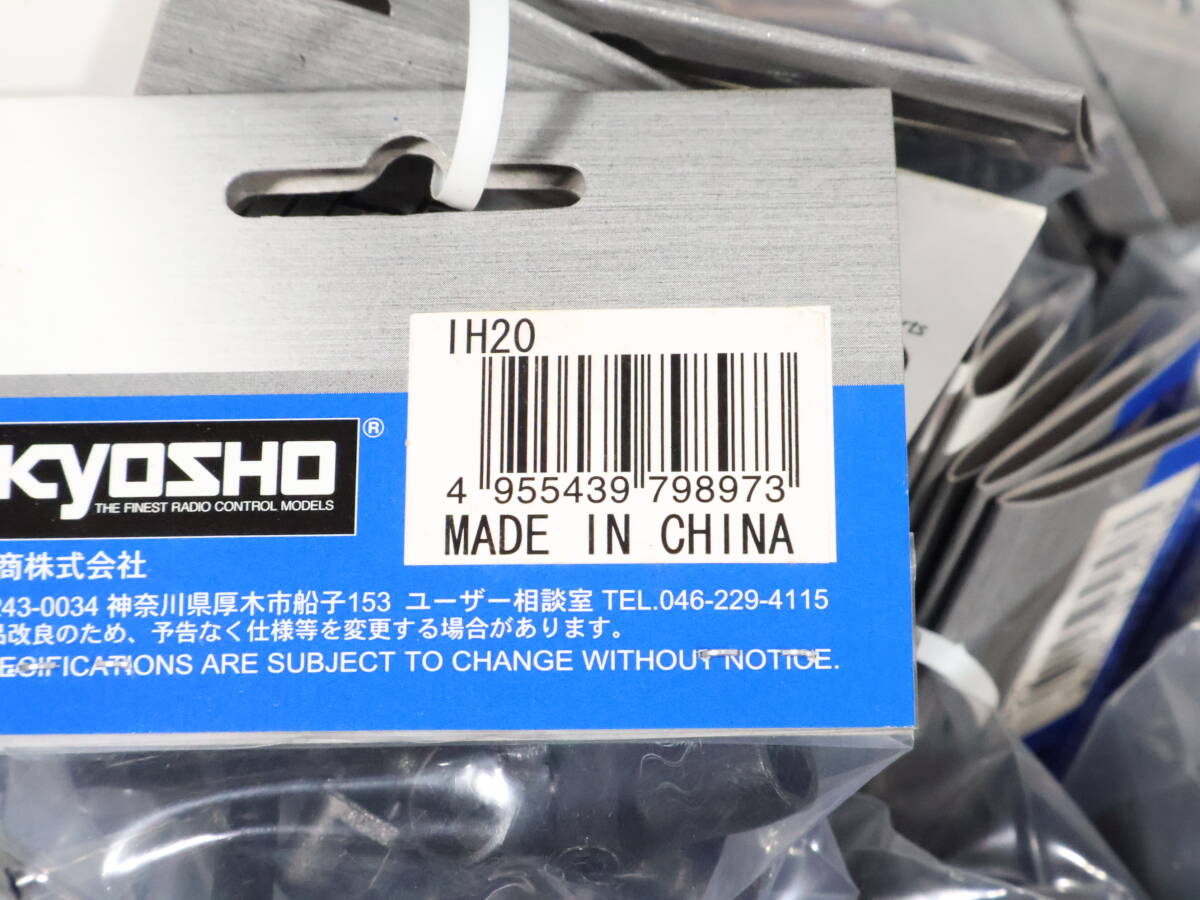 IH20
4 955439 798973
MADE IN CHINA
KYOSHO ®
THE FINEST RADIO CONTROL MODELS
商株式会社
243-0034 神奈川県厚木市船子153 ユーザー相談室 TEL.046-229-4115
品改良のため、予告なく仕様等を変更する場合があります。
ECIFICATIONS ARE SUBJECT TO CHANGE WITHOUT NOTICE.
rts